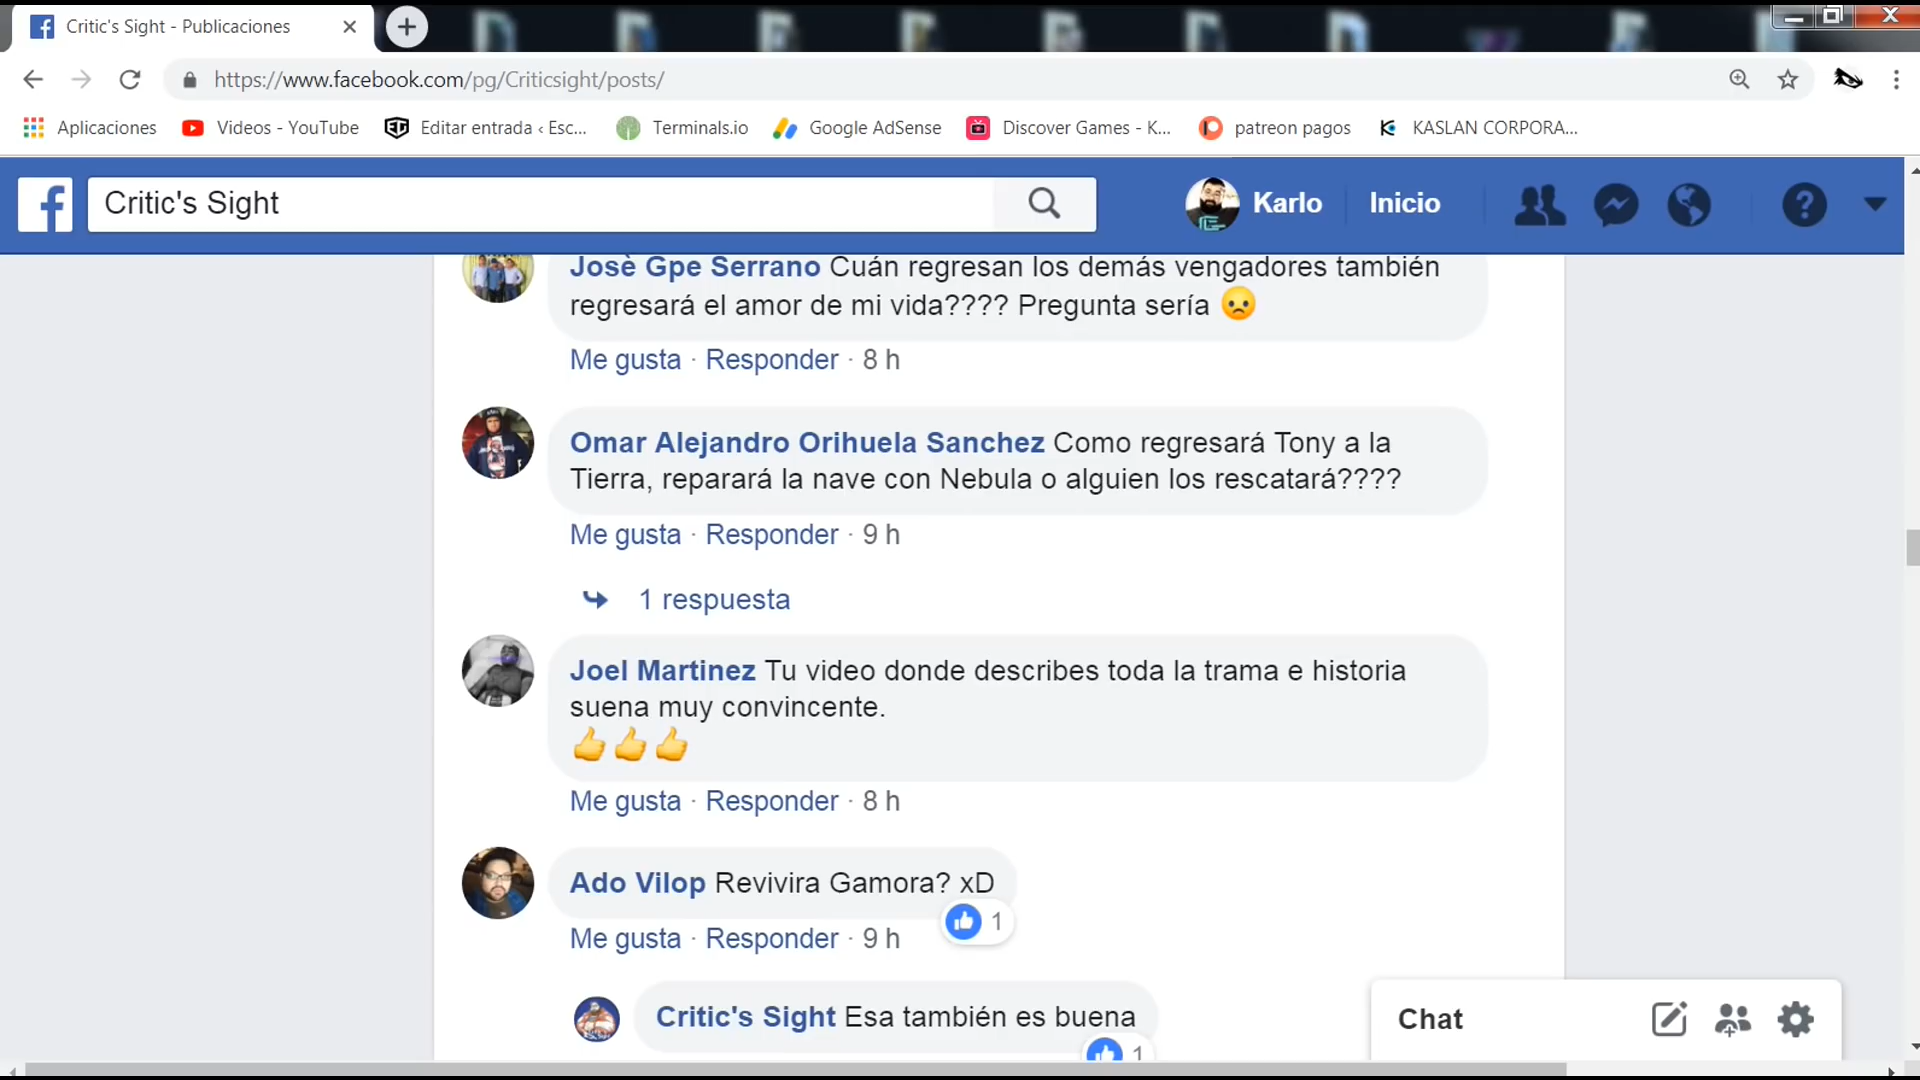 Critic's Sight - Publicaciones
https://www.facebook.com/pg/Criticsight/posts/
Aplicaciones Videos - YouTube Editar entrada ‹ Esc... Terminals.io Google AdSense Discover Games - K... patreon pagos KASLAN CORPORA...
Critic's Sight Karlo Inicio
Josè Gpe Serrano Cuán regresan los demás vengadores también
regresará el amor de mi vida???? Pregunta sería ☹️
Me gusta · Responder · 8 h
Omar Alejandro Orihuela Sanchez Como regresará Tony a la
Tierra, reparará la nave con Nebula o alguien los rescatará????
Me gusta · Responder · 9 h
1 respuesta
Joel Martinez Tu video donde describes toda la trama e historia
suena muy convincente.
👍👍👍
Me gusta · Responder · 8 h
Ado Vilop Revivira Gamora? xD
1
Me gusta · Responder · 9 h
Critic's Sight Esa también es buena
1
Chat